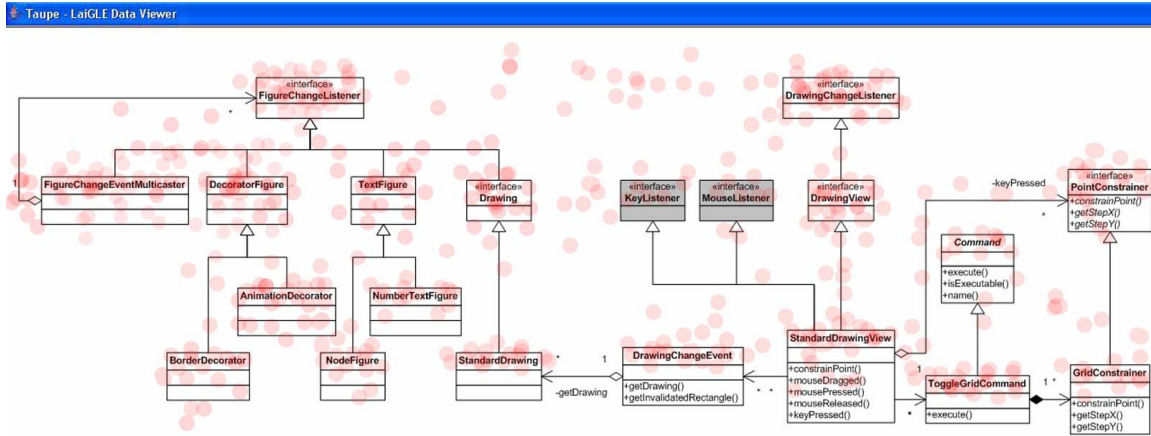 Taupe - LaiGLE Data Viewer
«interface»
FigureChangeListener
*
«interface»
DrawingChangeListener
1
FigureChangeEventMulticaster
DecoratorFigure
TextFigure
«interface»
Drawing
«interface»
KeyListener
«interface»
MouseListener
«interface»
DrawingView
-keyPressed
*
«interface»
PointConstrainer
+constrainPoint()
+getStepX()
+getStepY()
Command
+execute()
+isExecutable()
+name()
AnimationDecorator
NumberTextFigure
BorderDecorator
NodeFigure
StandardDrawing
*
-getDrawing
1
DrawingChangeEvent
+getDrawing()
+getInvalidatedRectangle()
* *
StandardDrawingView
+constrainPoint()
+mouseDragged()
+mousePressed()
+mouseReleased()
+keyPressed()
1
*
ToggleGridCommand
+execute()
1 *
GridConstrainer
+constrainPoint()
+getStepX()
+getStepY()